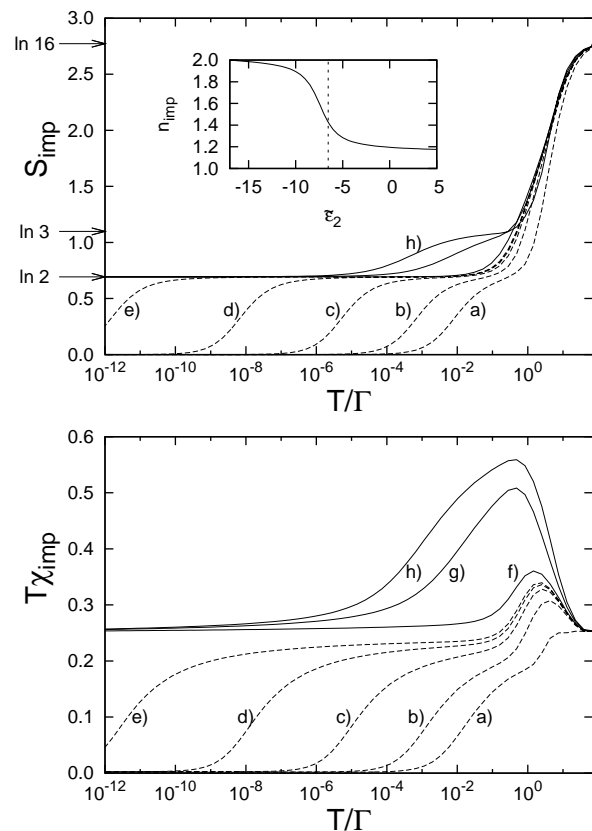 3.0
2.5
2.0
1.5
1.0
0.5
0.0
ln 16
ln 3
ln 2
S_imp
2.0
1.8
1.6
1.4
1.2
1.0
n_imp
-15 -10 -5 0 5
ε̃_2
h)
e) d) c) b) a)
10^-12 10^-10 10^-8 10^-6 10^-4 10^-2 10^0
T/Γ
0.6
0.5
0.4
0.3
0.2
0.1
0.0
Tχ_imp
h) g) f)
e) d) c) b) a)
10^-12 10^-10 10^-8 10^-6 10^-4 10^-2 10^0
T/Γ